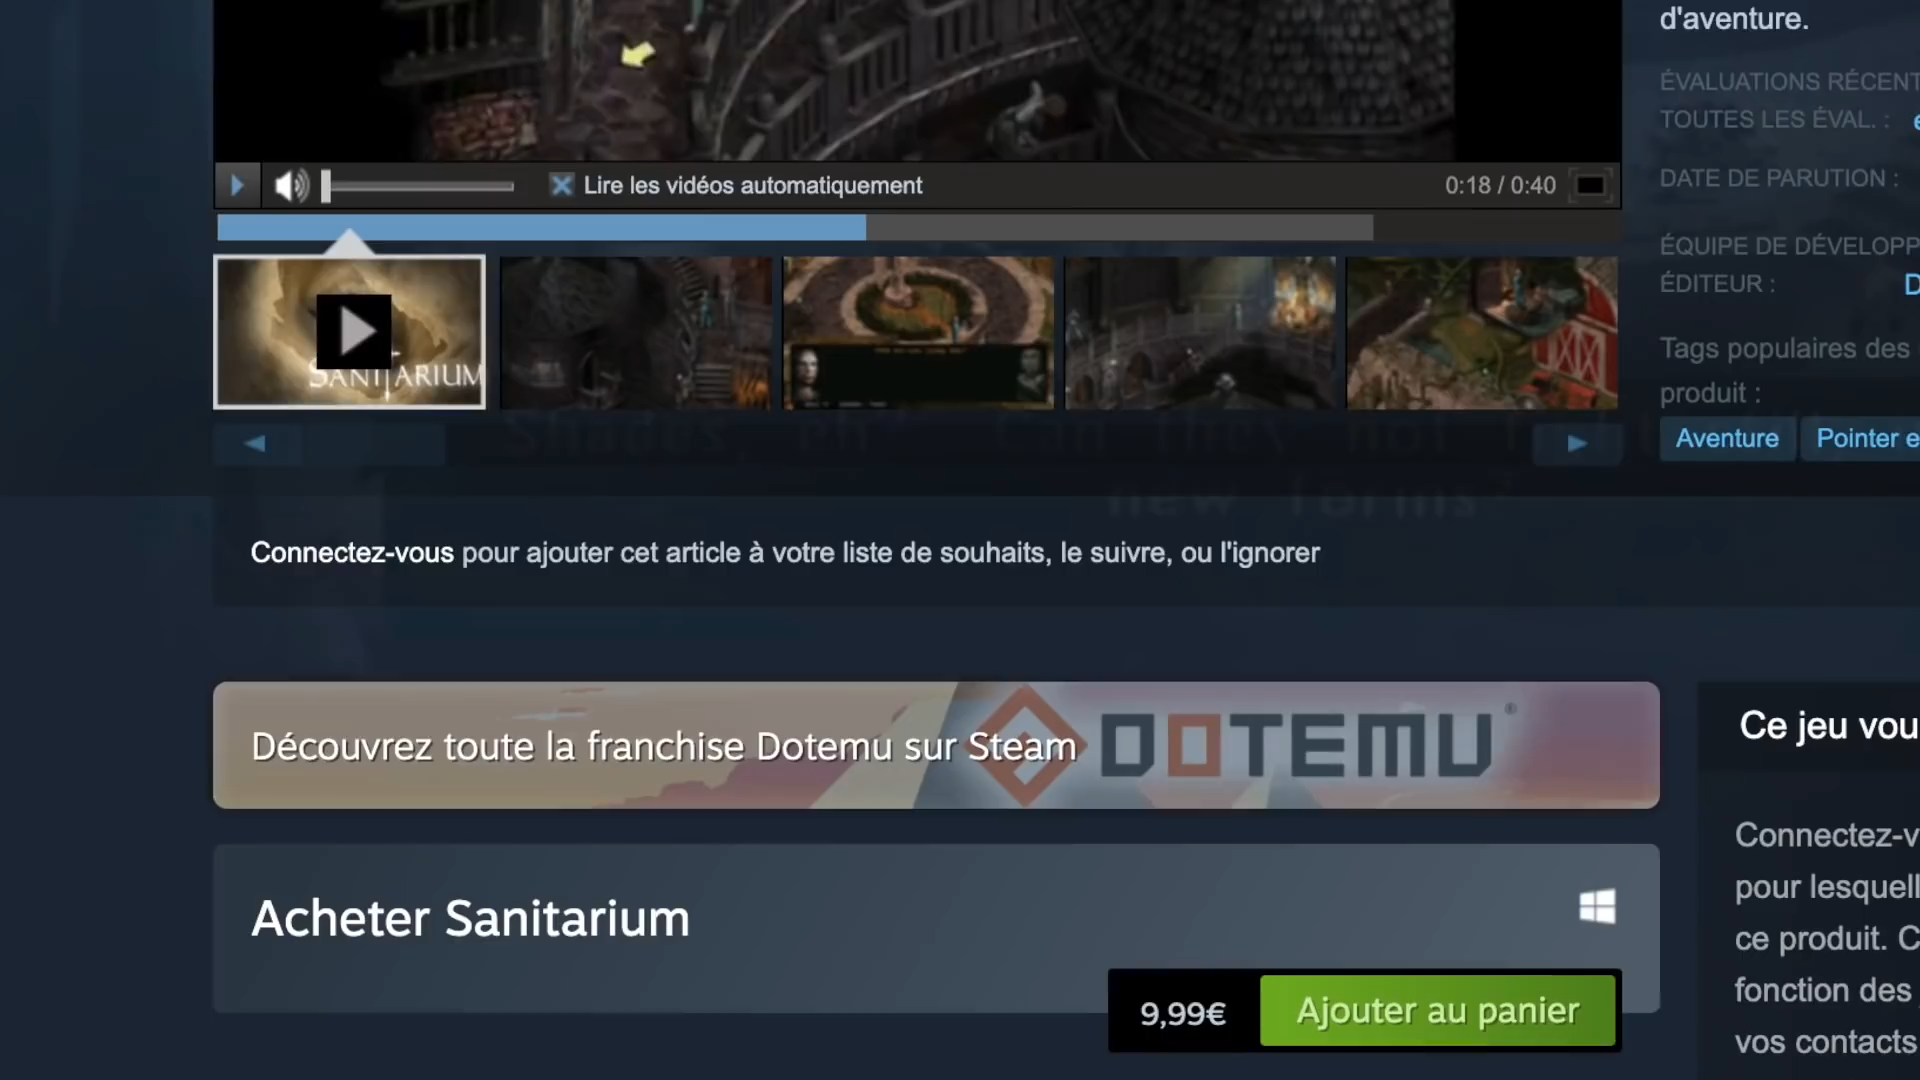 d'aventure.
ÉVALUATIONS RÉCENT
TOUTES LES ÉVAL. :
DATE DE PARUTION :
ÉQUIPE DE DÉVELOPP
ÉDITEUR : D
Tags populaires des
produit :
Aventure Pointer e
Lire les vidéos automatiquement 0:18 / 0:40
SANITARIUM
new forms
Connectez-vous pour ajouter cet article à votre liste de souhaits, le suivre, ou l'ignorer
Découvrez toute la franchise Dotemu sur Steam
DOTEMU
Acheter Sanitarium
9,99€ Ajouter au panier
Ce jeu vou
Connectez-v
pour lesquell
ce produit. C
fonction des
vos contacts